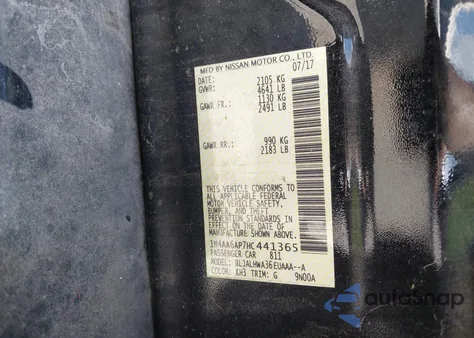 MFD BY NISSAN MOTOR CO., LTD.
DATE: 07/17
GVWR: 2105 KG
4641 LB
GAWR FR.: 1130 KG
2491 LB
GAWR RR.: 990 KG
2183 LB
THIS VEHICLE CONFORMS TO
ALL APPLICABLE FEDERAL
MOTOR VEHICLE SAFETY,
BUMPER, AND THEFT
PREVENTION STANDARDS
IN EFFECT ON THE DATE OF
MANUFACTURE SHOWN ABOVE.
1N4AA6AP7HC441365
PASSENGER CAR 811
MODEL: BLJALHWA36EUAAA--A
COLOR: KH3 TRIM: G 9N00A
autosnap